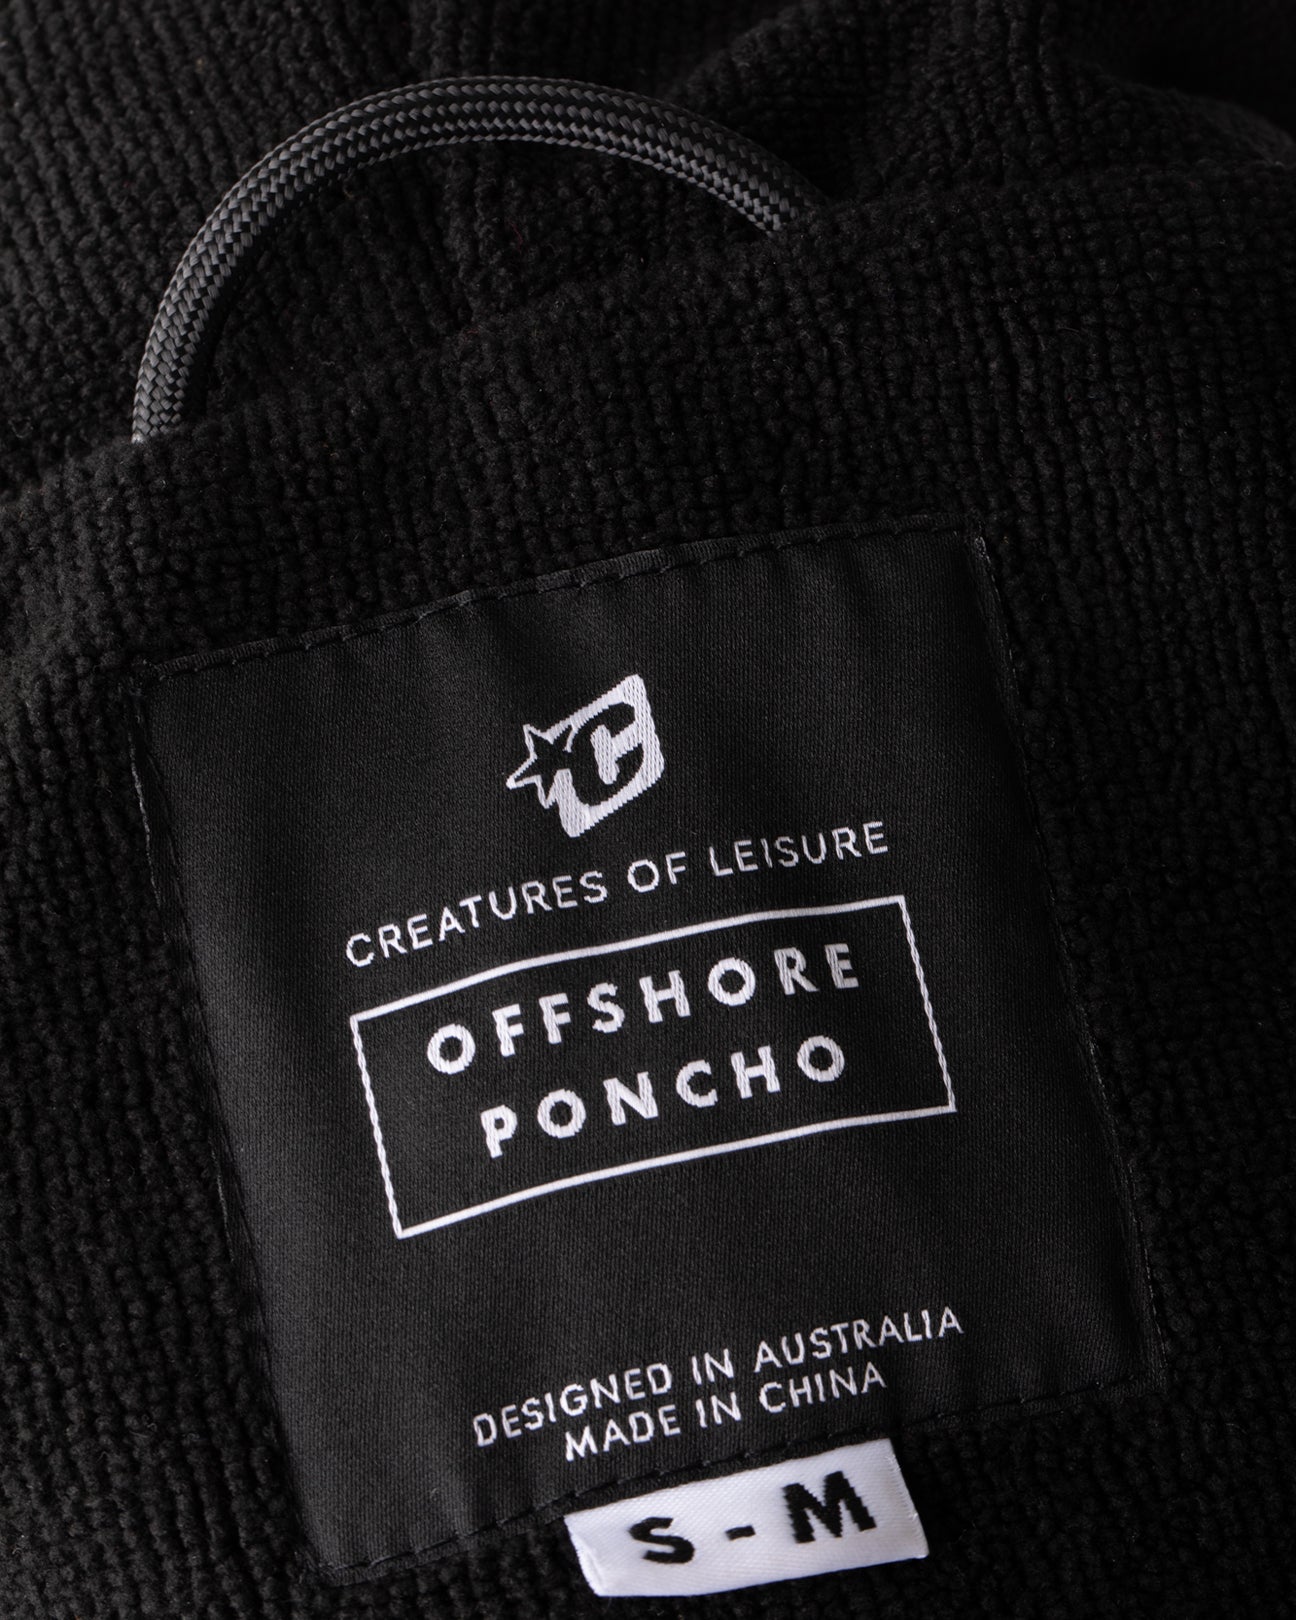 C
CREATURES OF LEISURE
OFFSHORE
PONCHO
DESIGNED IN AUSTRALIA
MADE IN CHINA
S - M